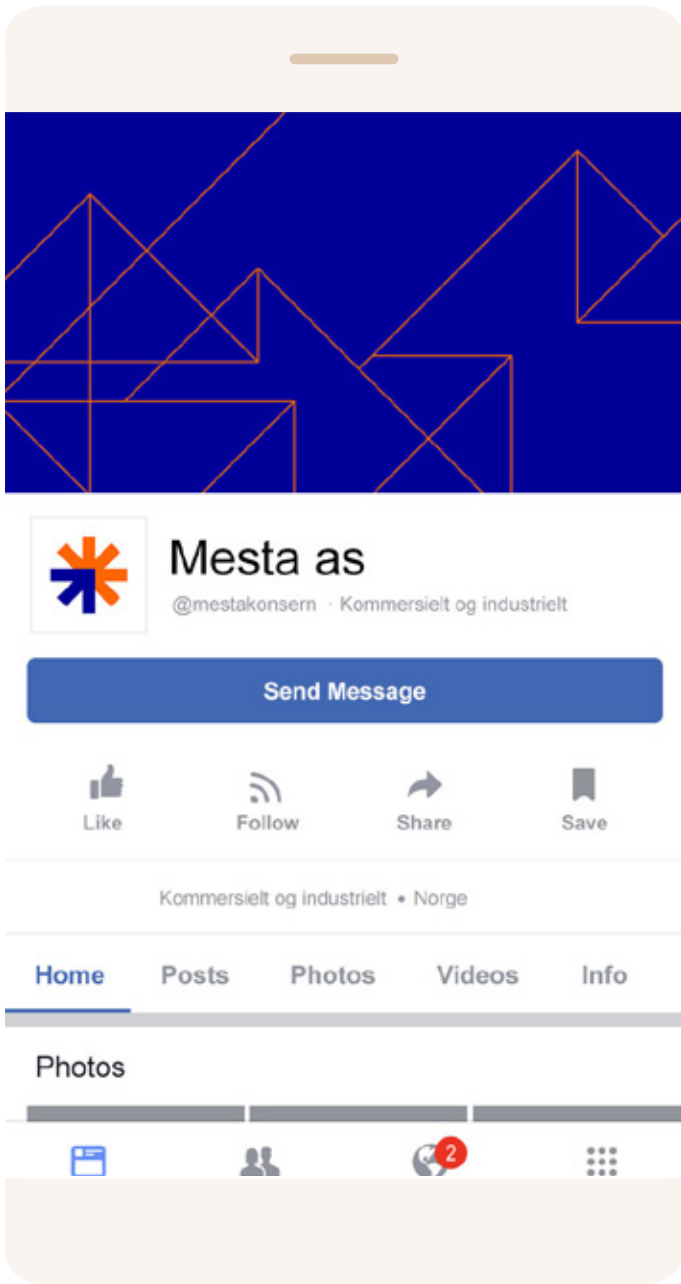 Mesta as
@mestakonsern · Kommersielt og industrielt
Send Message
Like Follow Share Save
Kommersielt og industrielt • Norge
Home Posts Photos Videos Info
Photos
2